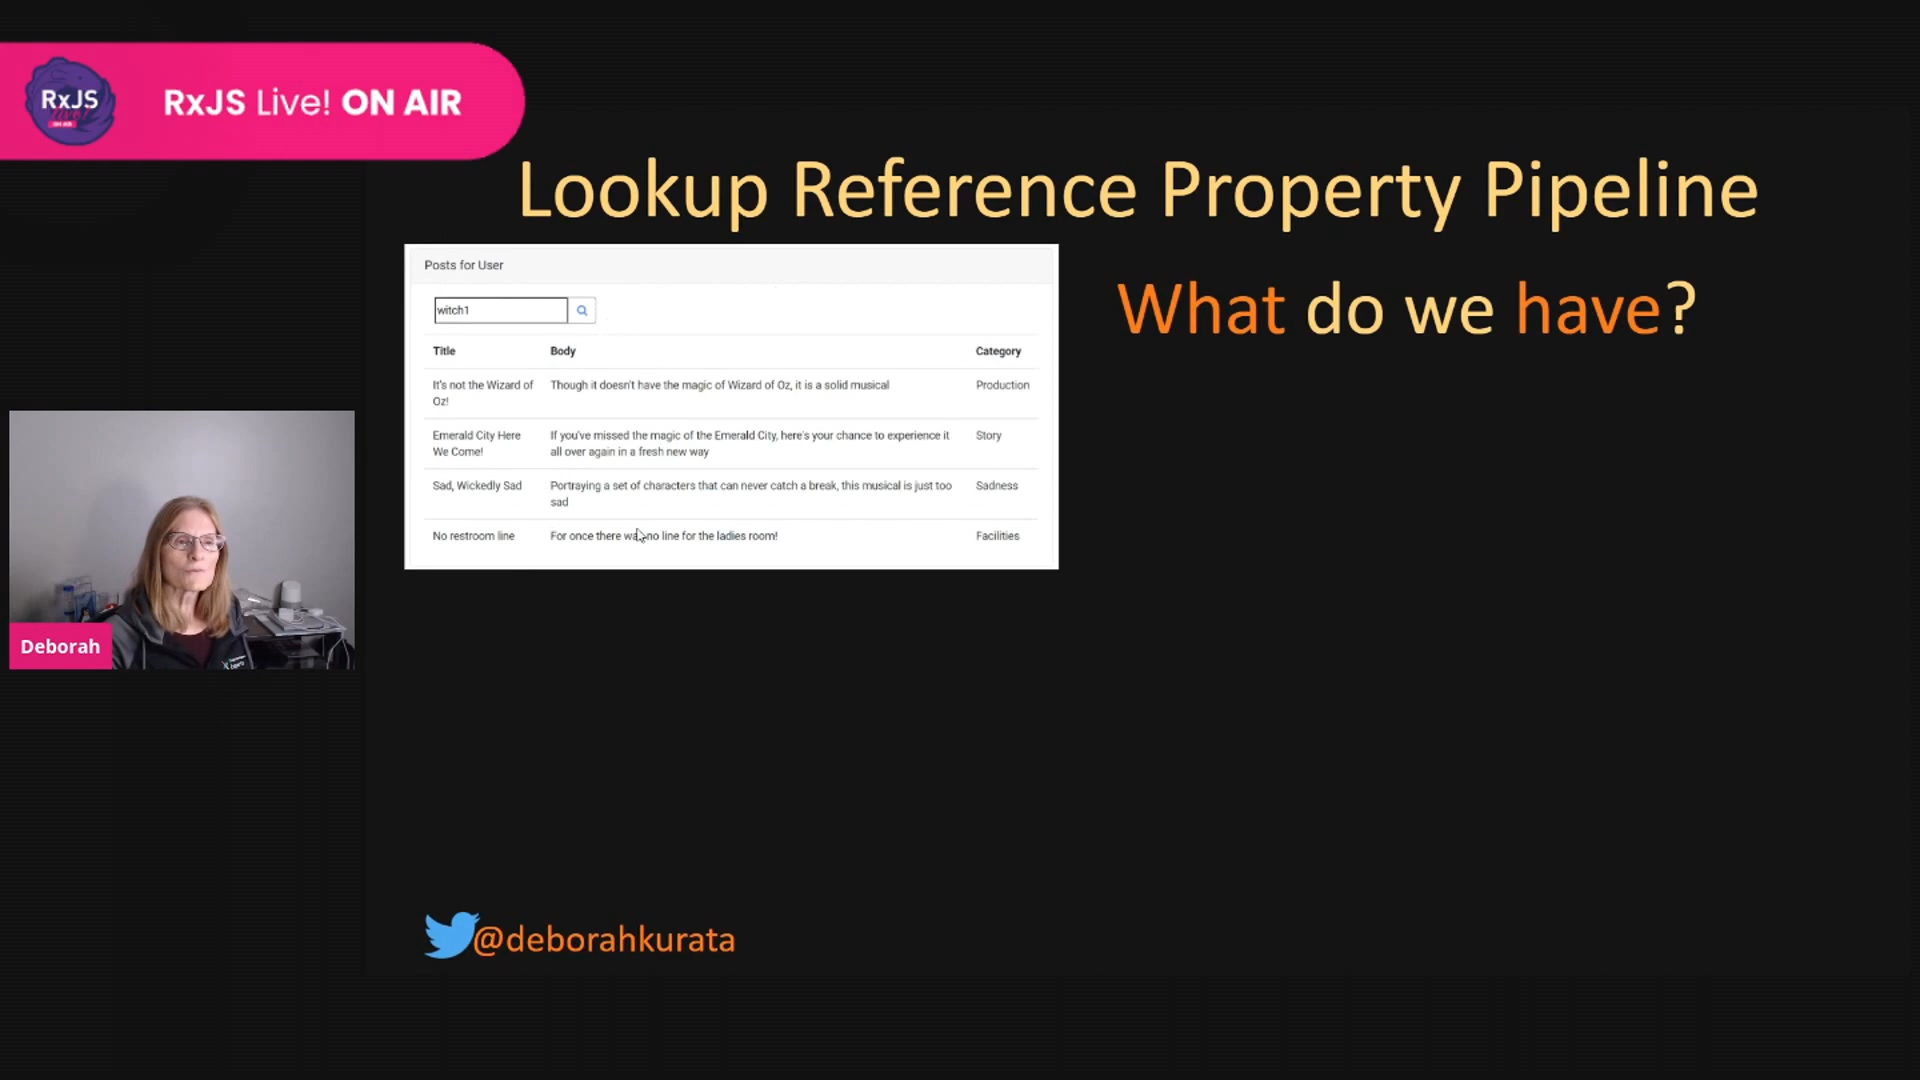 RxJS
RxJS Live! ON AIR
Lookup Reference Property Pipeline
What do we have?
Posts for User
witch1
Title Body Category
It's not the Wizard of Though it doesn't have the magic of Wizard of Oz, it is a solid musical Production
Oz!
Emerald City Here If you've missed the magic of the Emerald City, here's your chance to experience it Story
We Come! all over again in a fresh new way
Sad, Wickedly Sad Portraying a set of characters that can never catch a break, this musical is just too Sadness
sad
No restroom line For once there was no line for the ladies room! Facilities
Deborah
@deborahkurata